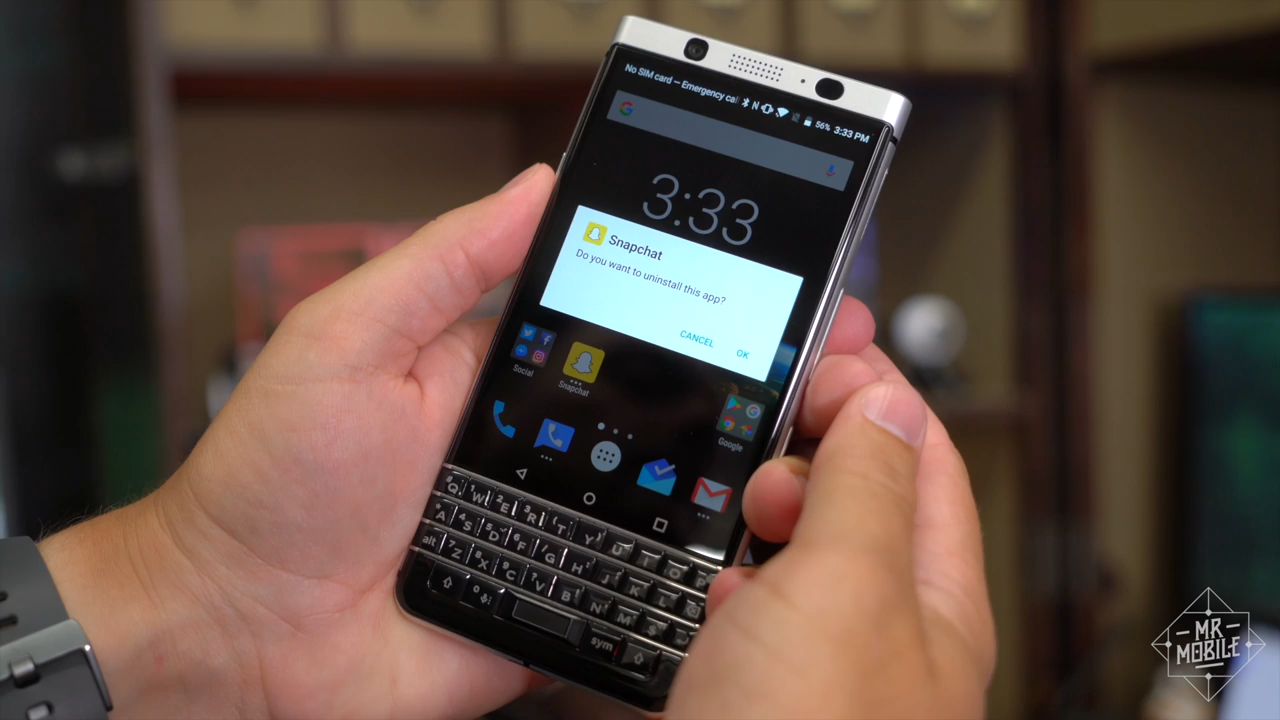 No SIM card — Emergency cal
56% 3:33 PM
3:33
Snapchat
Do you want to uninstall this app?
CANCEL
OK
Social
Snapchat
Google
Q W E R T Y U I O P
A S D F G H J K L
alt Z X C V B N M $
sym
MR
MOBILE